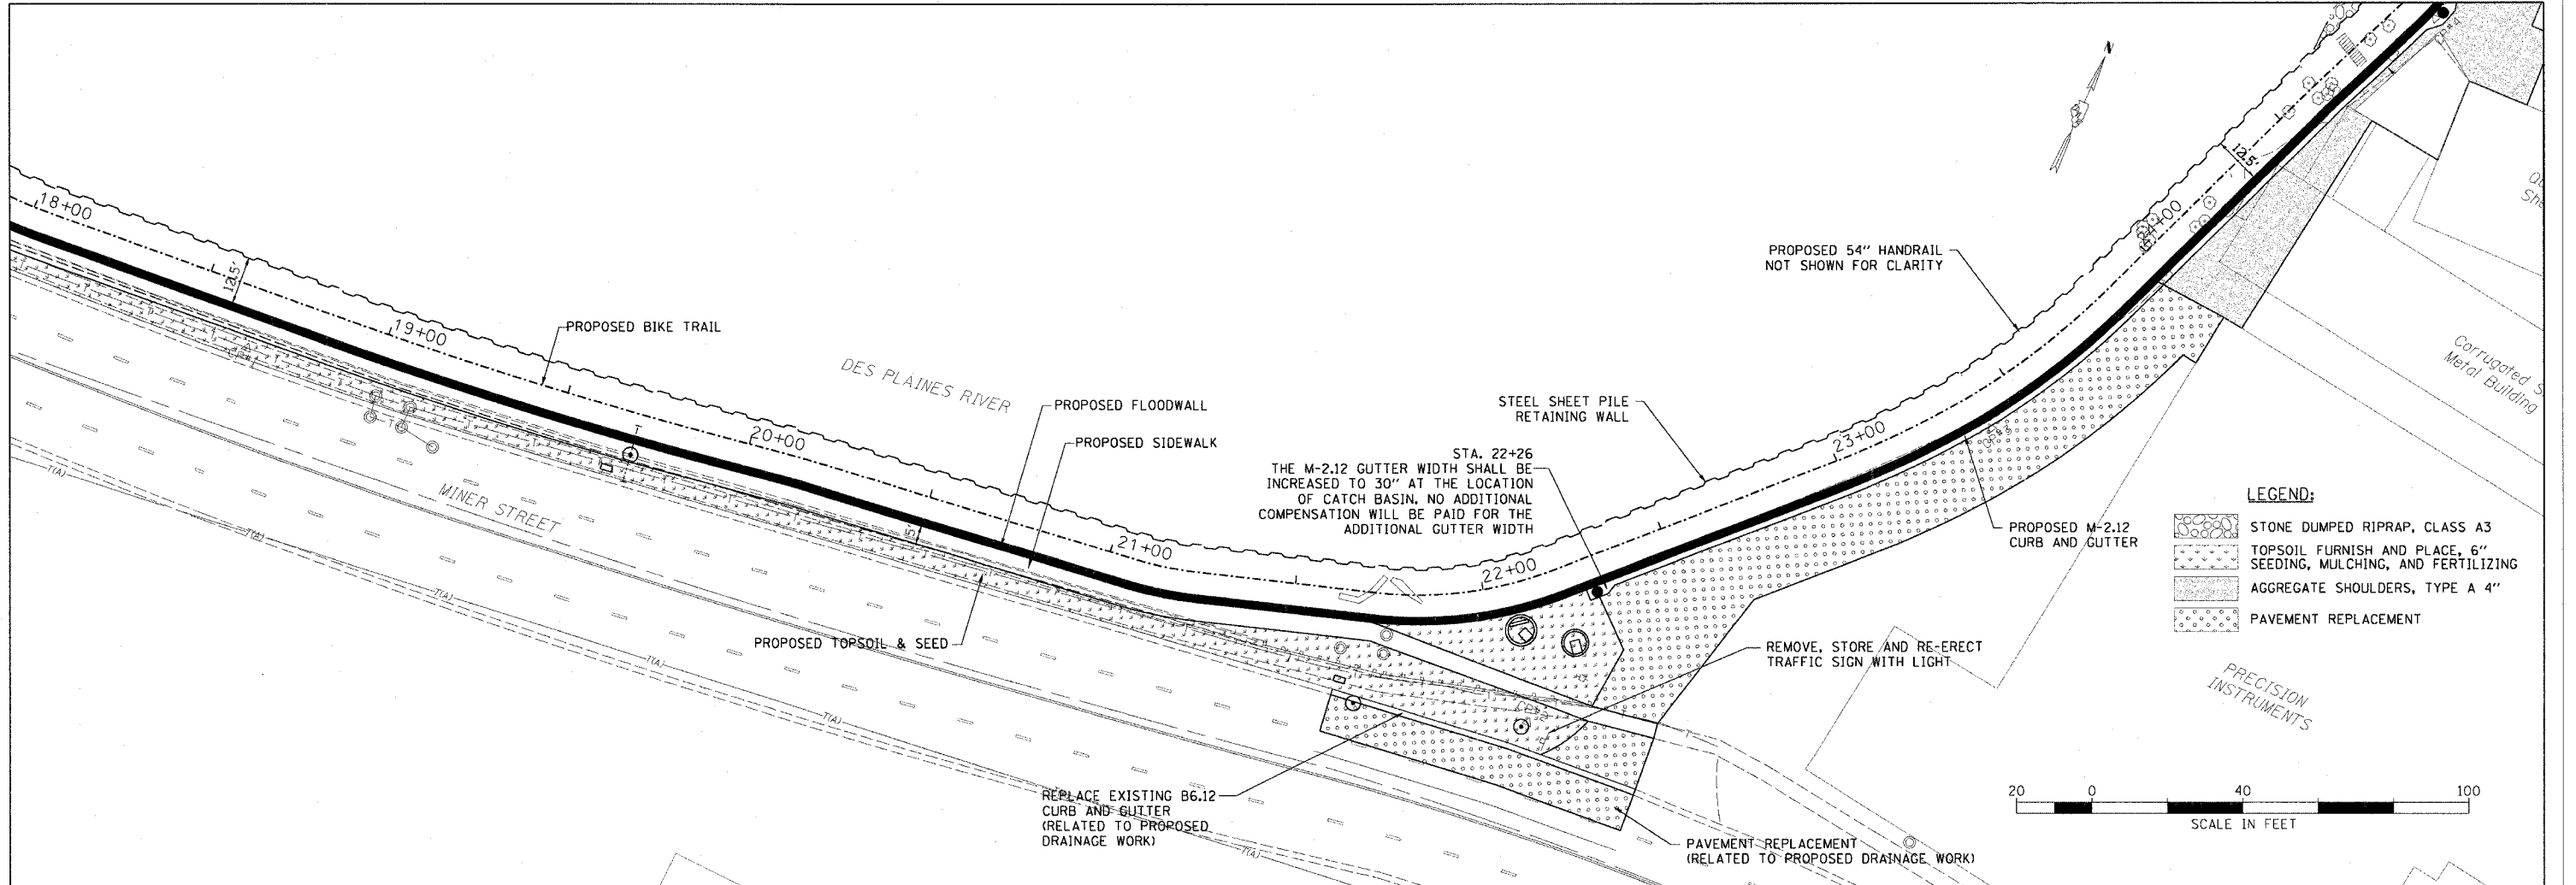 N
18+00
12.5'
19+00
PROPOSED BIKE TRAIL
DES PLAINES RIVER
PROPOSED FLOODWALL
20+00
PROPOSED SIDEWALK
T
MINER STREET
T(A)
T(A)
T(A)
T(A)
T(A)
T(A)
5'
21+00
PROPOSED TOPSOIL & SEED
22+00
STA. 22+26
THE M-2.12 GUTTER WIDTH SHALL BE
INCREASED TO 30" AT THE LOCATION
OF CATCH BASIN. NO ADDITIONAL
COMPENSATION WILL BE PAID FOR THE
ADDITIONAL GUTTER WIDTH
STEEL SHEET PILE
RETAINING WALL
23+00
PROPOSED 54" HANDRAIL
NOT SHOWN FOR CLARITY
24+00
12.5'
Corrugated S
Metal Building
PROPOSED M-2.12
CURB AND GUTTER
LEGEND:
STONE DUMPED RIPRAP, CLASS A3
TOPSOIL FURNISH AND PLACE, 6"
SEEDING, MULCHING, AND FERTILIZING
AGGREGATE SHOULDERS, TYPE A 4"
PAVEMENT REPLACEMENT
REMOVE, STORE AND RE-ERECT
TRAFFIC SIGN WITH LIGHT
PRECISION
INSTRUMENTS
REPLACE EXISTING B6.12
CURB AND GUTTER
(RELATED TO PROPOSED
DRAINAGE WORK)
PAVEMENT REPLACEMENT
(RELATED TO PROPOSED DRAINAGE WORK)
20 0 40 100
SCALE IN FEET